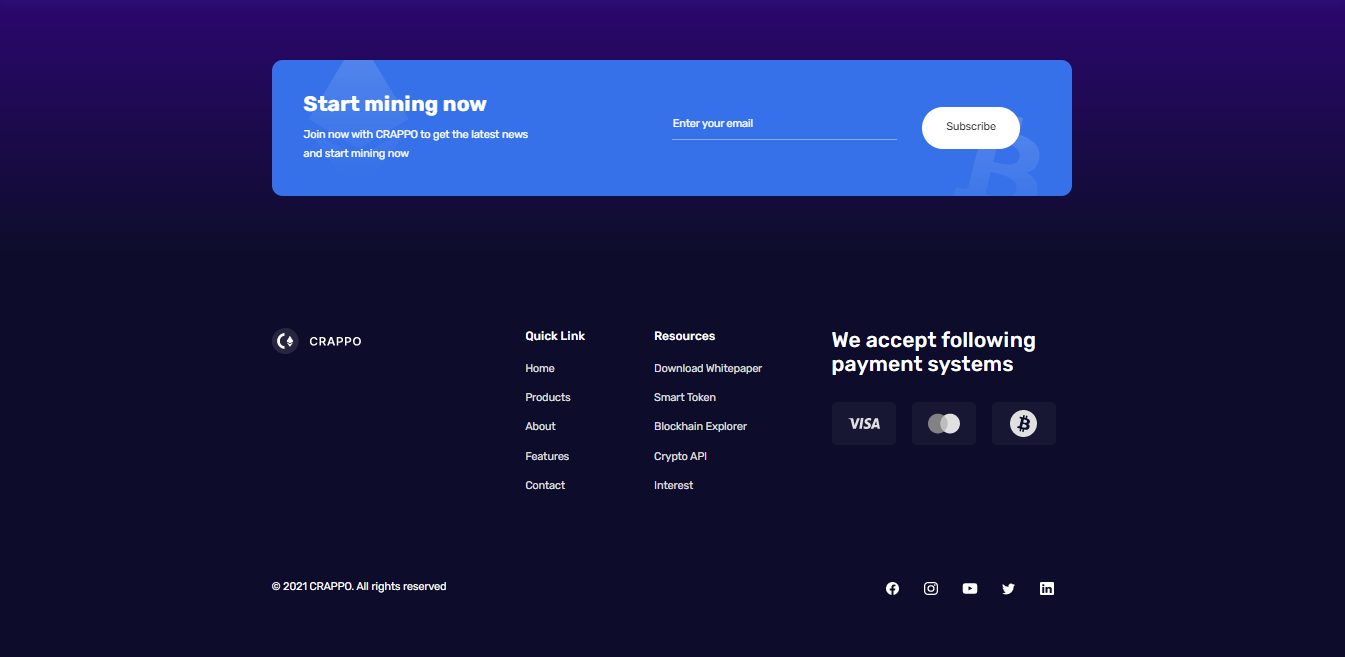 Start mining now
Join now with CRAPPO to get the latest news
and start mining now
Enter your email
Subscribe
CRAPPO
Quick Link
Home
Products
About
Features
Contact
Resources
Download Whitepaper
Smart Token
Blockhain Explorer
Crypto API
Interest
We accept following
payment systems
VISA
© 2021 CRAPPO. All rights reserved